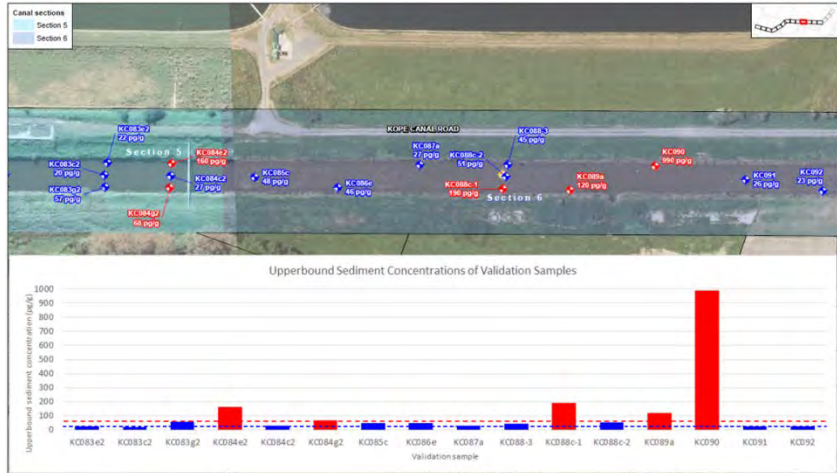 Canal sections
Section 5
Section 6
KOPE CANAL ROAD
KC083e2
22 pg/g
KC083c2
20 pg/g
KC083g2
57 pg/g
Section 5
KC084e2
160 pg/g
KC084c2
27 pg/g
KC084g2
68 pg/g
KC085c
48 pg/g
KC086e
46 pg/g
KC087a
27 pg/g
KC088c-2
51 pg/g
KC088-3
45 pg/g
KC088c-1
190 pg/g
Section 6
KC089a
120 pg/g
KC090
990 pg/g
KC091
26 pg/g
KC092
23 pg/g
Upperbound Sediment Concentrations of Validation Samples
Upperbound sediment concentration (pg/g)
1000
900
800
700
600
500
400
300
200
100
0
KC083e2 KC083c2 KC083g2 KC084e2 KC084c2 KC084g2 KC085c KC086e KC087a KC088-3 KC088c-1 KC088c-2 KC089a KC090 KC091 KC092
Validation sample